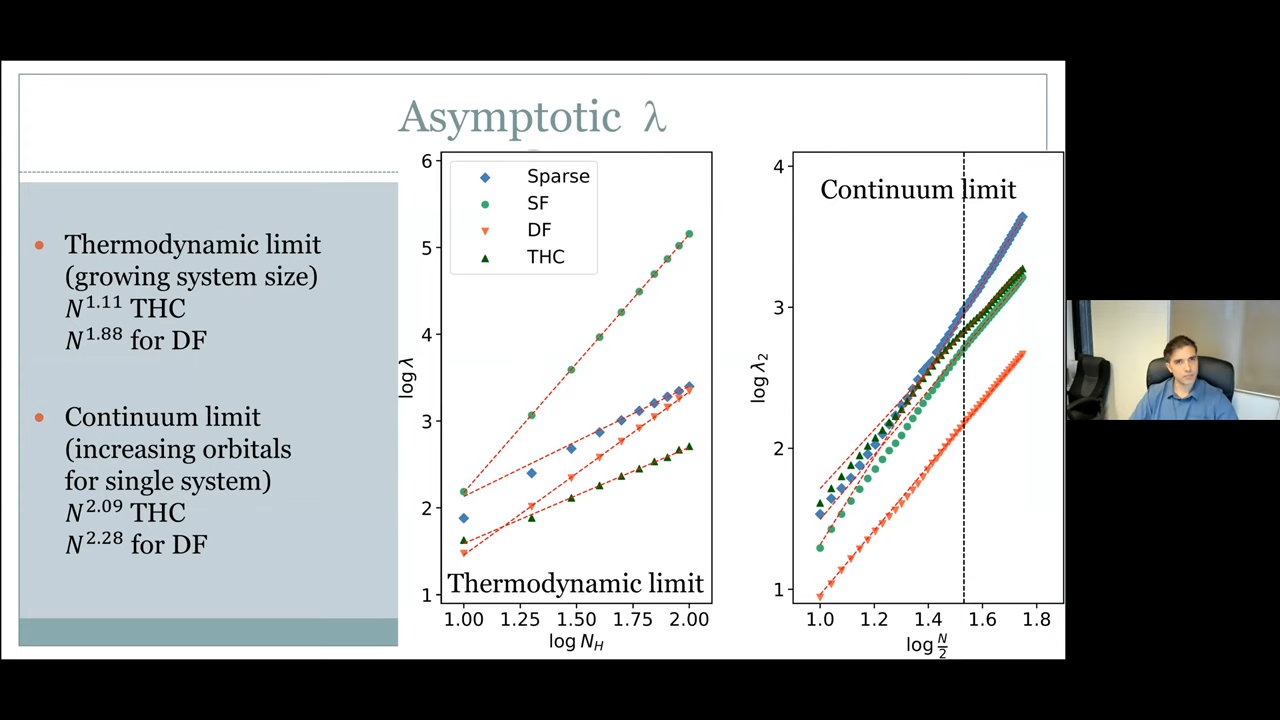 Asymptotic λ
• Thermodynamic limit
(growing system size)
N^1.11 THC
N^1.88 for DF
• Continuum limit
(increasing orbitals
for single system)
N^2.09 THC
N^2.28 for DF
Sparse
SF
DF
THC
6
5
4
3
2
1
log λ
Thermodynamic limit
1.00 1.25 1.50 1.75 2.00
log N_H
Continuum limit
4
3
2
1
log λ_2
1.0 1.2 1.4 1.6 1.8
log N/2